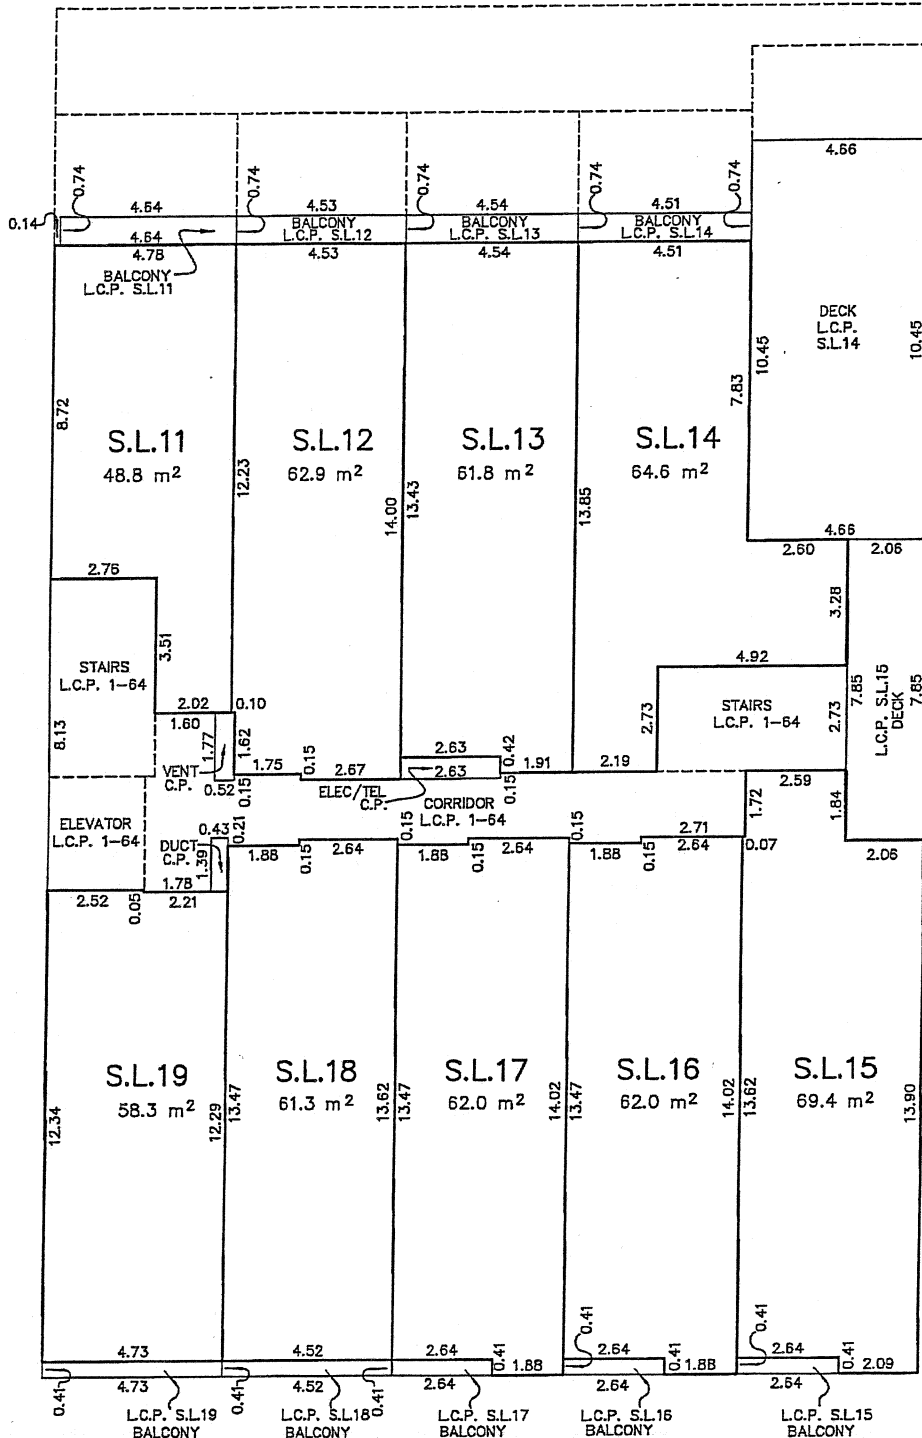 4.66
0.74
0.74
0.74
0.74
4.64
4.53
4.54
4.51
0.14
BALCONY
L.C.P. S.L.12
BALCONY
L.C.P. S.L.13
BALCONY
L.C.P. S.L.14
4.64
4.78
4.53
4.54
4.51
BALCONY
L.C.P. S.L.11
DECK
L.C.P.
S.L.14
10.45
10.45
7.83
8.72
S.L.11
48.8 m²
12.23
S.L.12
62.9 m²
14.00
13.43
S.L.13
61.8 m²
13.85
S.L.14
64.6 m²
4.66
2.60
2.06
2.76
3.51
3.28
STAIRS
L.C.P. 1-64
8.13
4.92
STAIRS
L.C.P. 1-64
2.73
2.73
7.85
L.C.P. S.L.15
DECK
7.85
2.02
0.10
1.60
1.77
1.62
VENT
C.P.
0.52
0.15
1.75
0.15
2.67
2.63
0.42
2.63
0.15
1.91
2.19
2.59
ELEC/TEL
C.P.
CORRIDOR
L.C.P. 1-64
1.72
1.84
ELEVATOR
L.C.P. 1-64
0.43
0.21
DUCT
C.P.
1.39
1.78
1.88
0.15
2.64
0.15
1.88
0.15
2.64
0.15
1.88
0.15
2.71
2.64
0.07
2.06
2.52
0.05
2.21
S.L.19
58.3 m²
12.34
12.29
13.47
S.L.18
61.3 m²
13.62
13.47
S.L.17
62.0 m²
14.02
13.47
S.L.16
62.0 m²
14.02
13.62
S.L.15
69.4 m²
13.90
4.73
4.52
2.64
0.41
1.88
0.41
2.64
0.41
1.88
0.41
2.64
0.41
2.09
0.41
4.73
0.41
4.52
0.41
2.64
2.64
2.64
L.C.P. S.L.19
BALCONY
L.C.P. S.L.18
BALCONY
L.C.P. S.L.17
BALCONY
L.C.P. S.L.16
BALCONY
L.C.P. S.L.15
BALCONY